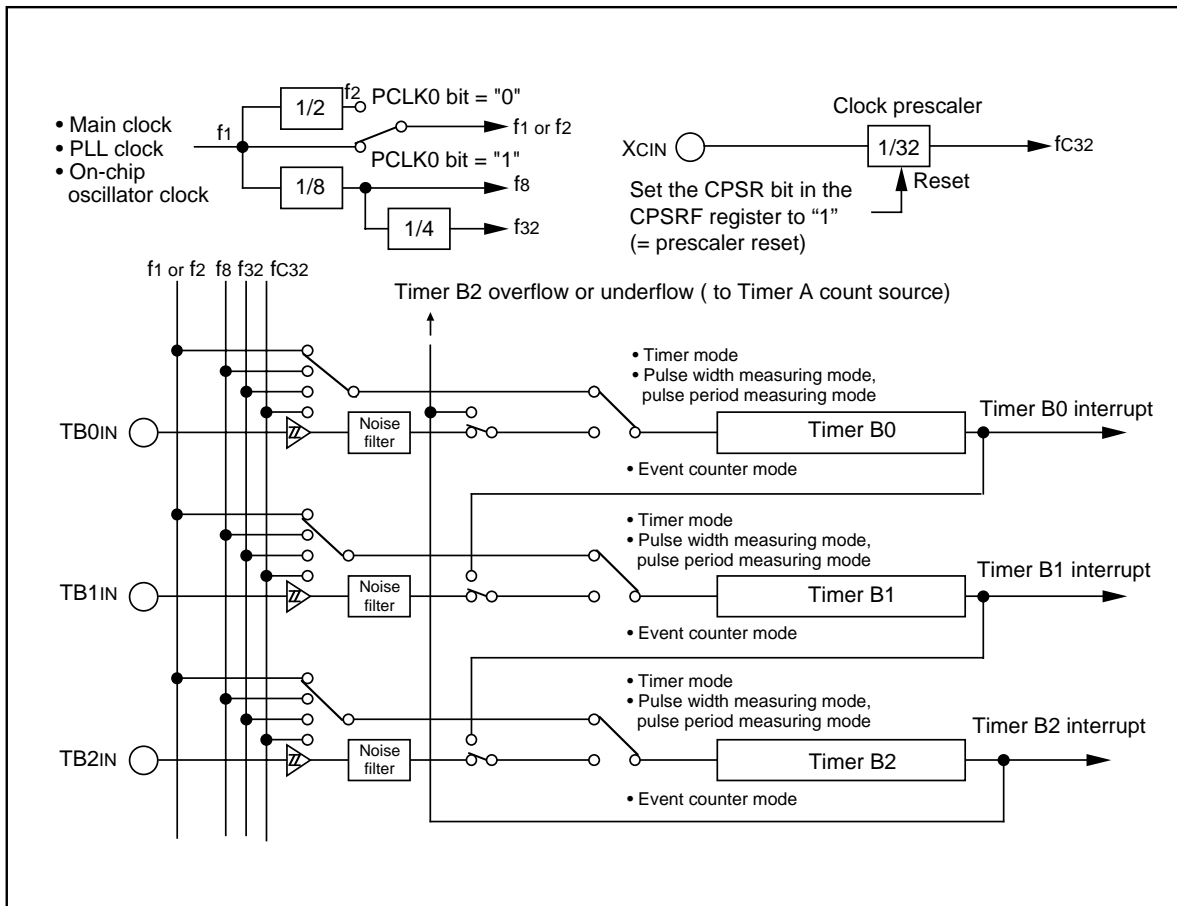 • Main clock
• PLL clock
• On-chip
oscillator clock
f1
1/2
f2
PCLK0 bit = "0"
f1 or f2
PCLK0 bit = "1"
1/8
f8
1/4
f32
Clock prescaler
XCIN
1/32
fC32
Reset
Set the CPSR bit in the
CPSRF register to “1”
(= prescaler reset)
f1 or f2 f8 f32 fC32
Timer B2 overflow or underflow ( to Timer A count source)
• Timer mode
• Pulse width measuring mode,
pulse period measuring mode
TB0IN
Noise
filter
Timer B0
Timer B0 interrupt
• Event counter mode
• Timer mode
• Pulse width measuring mode,
pulse period measuring mode
TB1IN
Noise
filter
Timer B1
Timer B1 interrupt
• Event counter mode
• Timer mode
• Pulse width measuring mode,
pulse period measuring mode
TB2IN
Noise
filter
Timer B2
Timer B2 interrupt
• Event counter mode